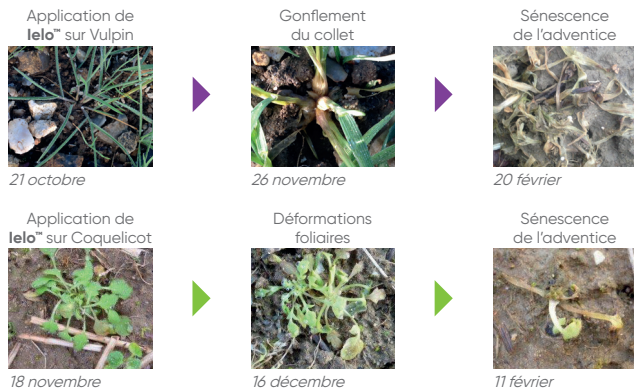 Application de
Ielo™ sur Vulpin
Gonflement
du collet
Sénescence
de l'adventice
21 octobre
26 novembre
20 février
Application de
Ielo™ sur Coquelicot
Déformations
foliaires
Sénescence
de l'adventice
18 novembre
16 décembre
11 février